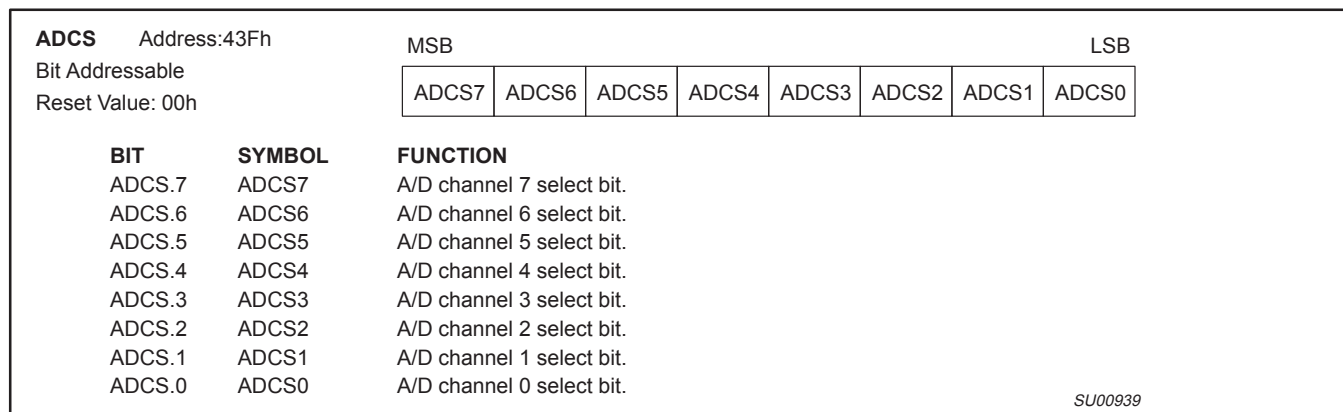 ADCS Address:43Fh
Bit Addressable
Reset Value: 00h
MSB LSB
ADCS7 ADCS6 ADCS5 ADCS4 ADCS3 ADCS2 ADCS1 ADCS0
BIT SYMBOL FUNCTION
ADCS.7 ADCS7 A/D channel 7 select bit.
ADCS.6 ADCS6 A/D channel 6 select bit.
ADCS.5 ADCS5 A/D channel 5 select bit.
ADCS.4 ADCS4 A/D channel 4 select bit.
ADCS.3 ADCS3 A/D channel 3 select bit.
ADCS.2 ADCS2 A/D channel 2 select bit.
ADCS.1 ADCS1 A/D channel 1 select bit.
ADCS.0 ADCS0 A/D channel 0 select bit.
SU00939